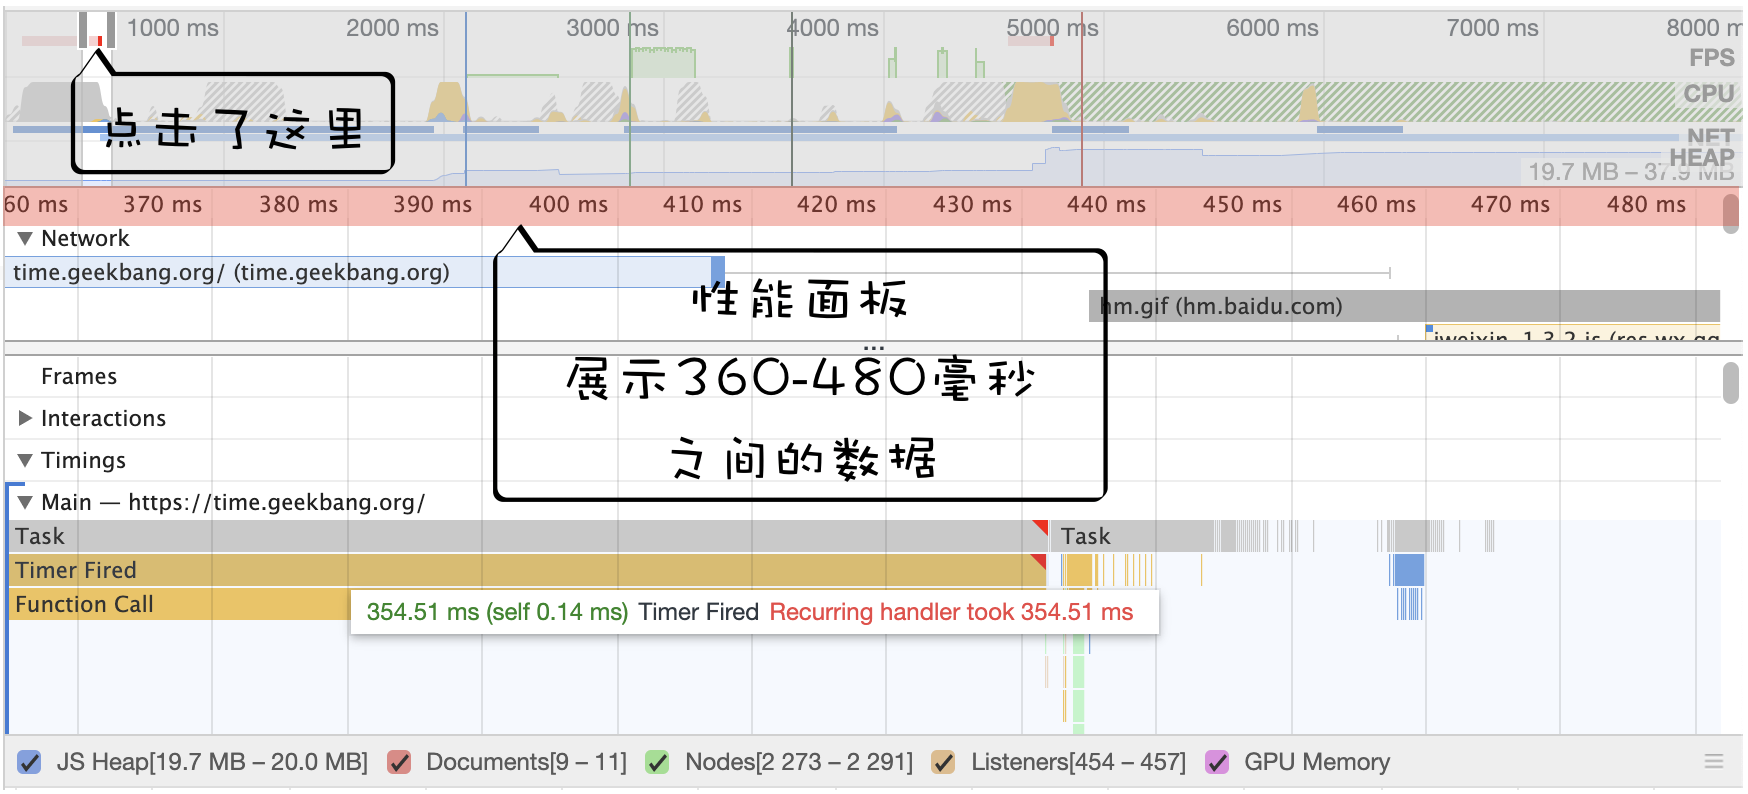 1000 ms 2000 ms 3000 ms 4000 ms 5000 ms 6000 ms 7000 ms 8000 m
FPS
CPU
NET
HEAP
19.7 MB – 37.9 MB
点击了这里
60 ms 370 ms 380 ms 390 ms 400 ms 410 ms 420 ms 430 ms 440 ms 450 ms 460 ms 470 ms 480 ms
▼ Network
time.geekbang.org/ (time.geekbang.org)
hm.gif (hm.baidu.com)
jweixin-1.3.2.js (res.wx.qq
性能面板
展示360-480毫秒
之间的数据
...
Frames
▶ Interactions
▼ Timings
▼ Main — https://time.geekbang.org/
Task Task
Timer Fired
Function Call
354.51 ms (self 0.14 ms) Timer Fired Recurring handler took 354.51 ms
JS Heap[19.7 MB – 20.0 MB] Documents[9 – 11] Nodes[2 273 – 2 291] Listeners[454 – 457] GPU Memory